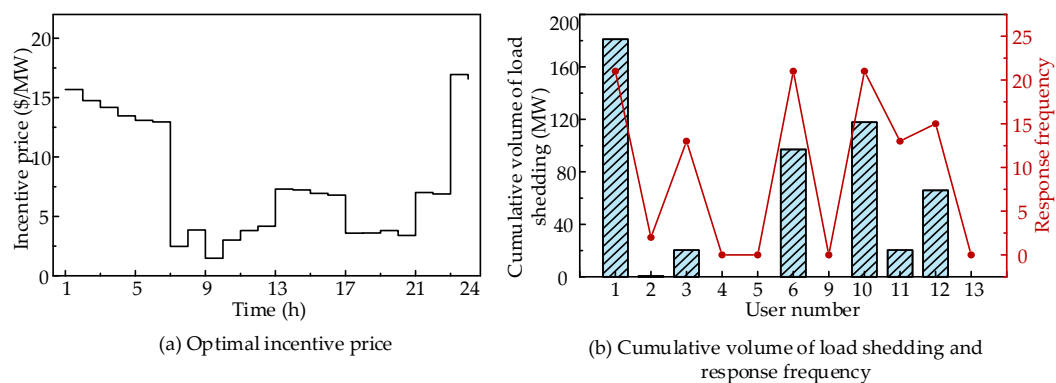 20
15
10
5
0
Incentive price ($/MW)
1 5 9 13 17 21 24
Time (h)
(a) Optimal incentive price
200
180
120
80
40
0
Cumulative volume of load
shedding (MW)
25
20
15
10
15
0
Response frequency
1 2 3 4 5 6 9 10 11 12 13
User number
(b) Cumulative volume of load shedding and
response frequency